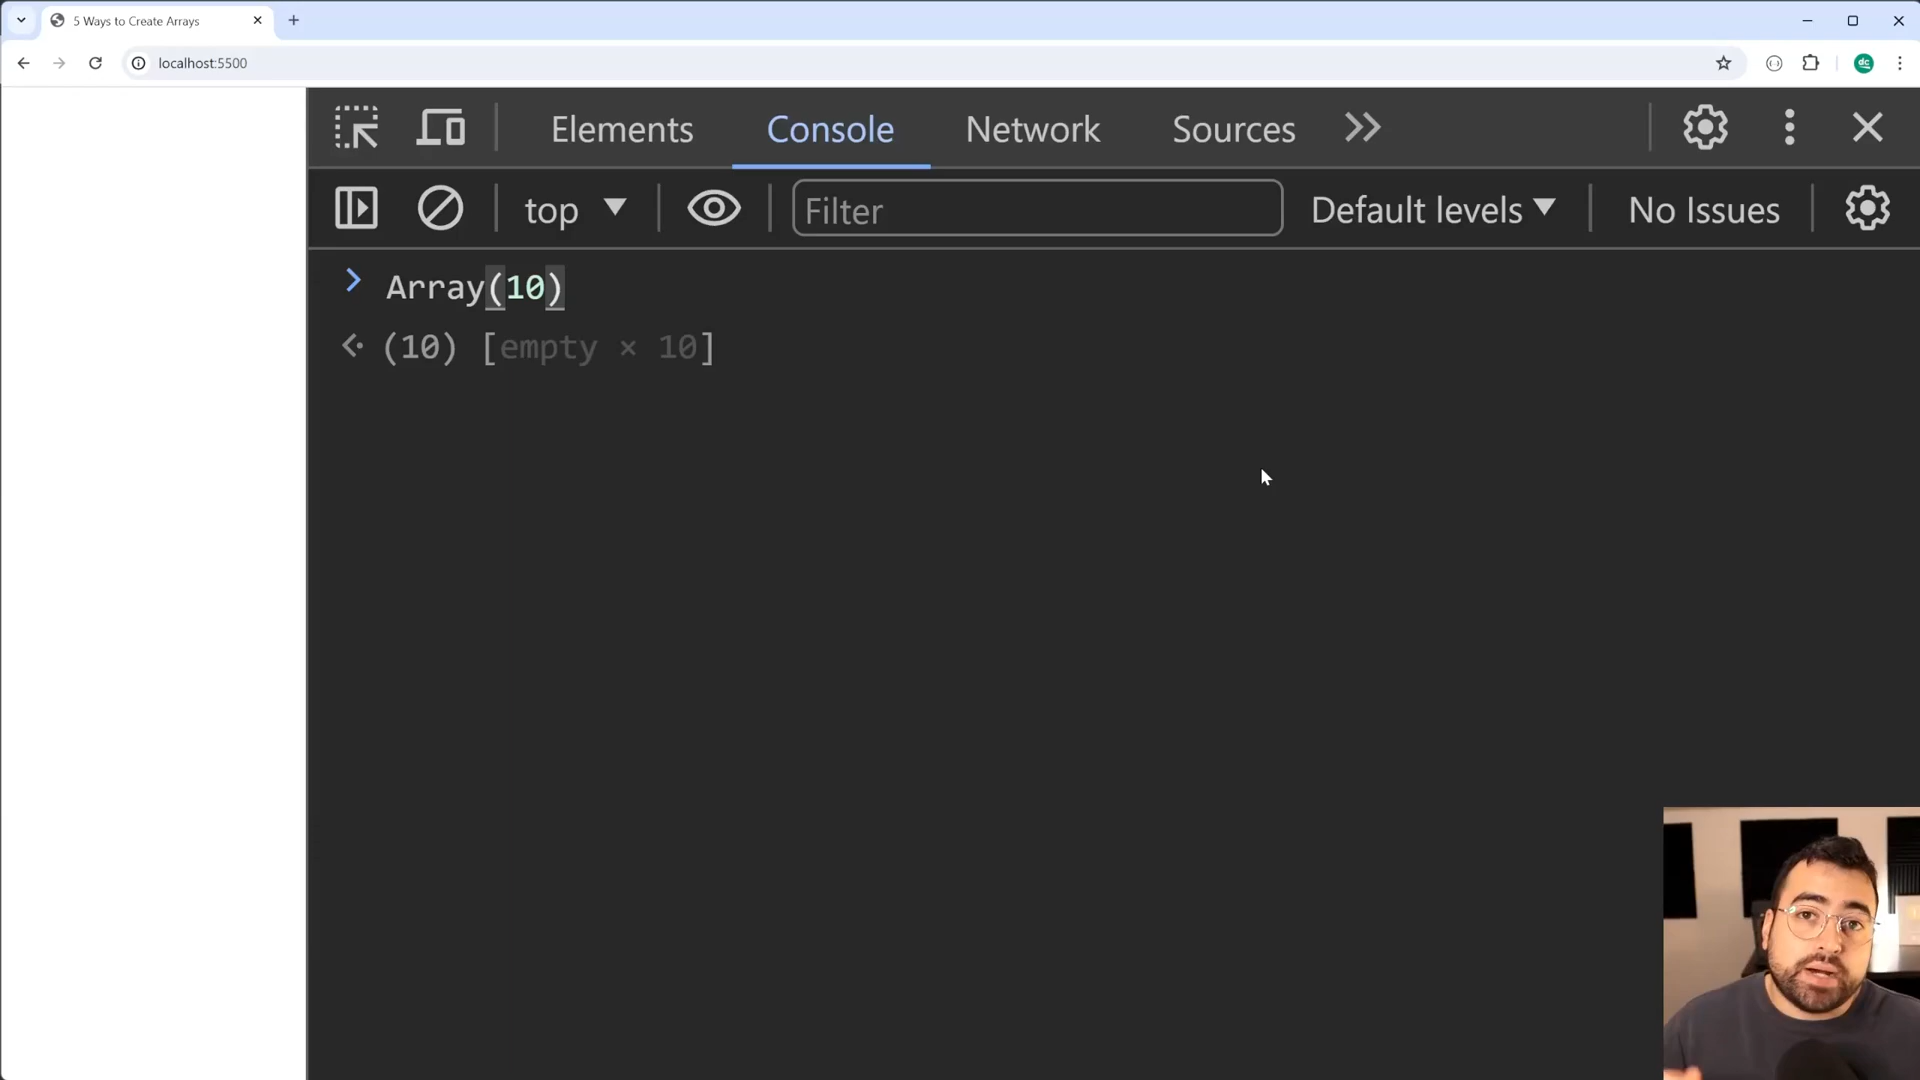 5 Ways to Create Arrays
localhost:5500
dc
Elements Console Network Sources
top Filter Default levels No Issues
Array(10)
(10) [empty × 10]